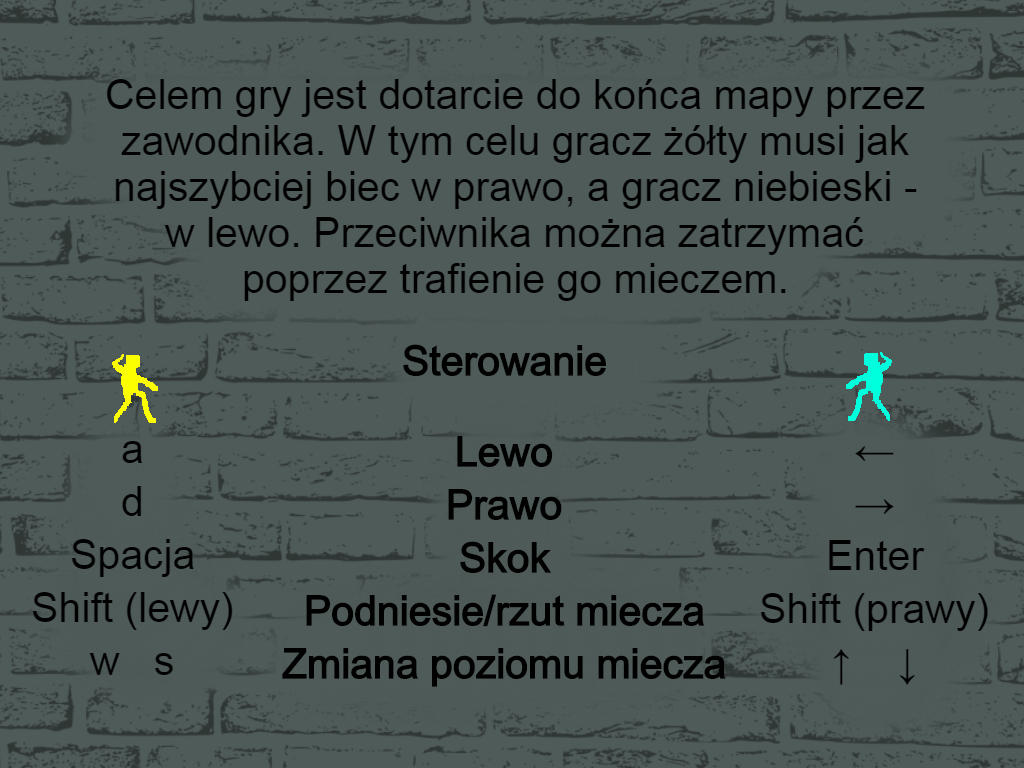 Celem gry jest dotarcie do końca mapy przez
zawodnika. W tym celu gracz żółty musi jak
najszybciej biec w prawo, a gracz niebieski -
w lewo. Przeciwnika można zatrzymać
poprzez trafienie go mieczem.
Sterowanie
a Lewo ←
d Prawo →
Spacja Skok Enter
Shift (lewy) Podniesie/rzut miecza Shift (prawy)
w s Zmiana poziomu miecza ↑ ↓